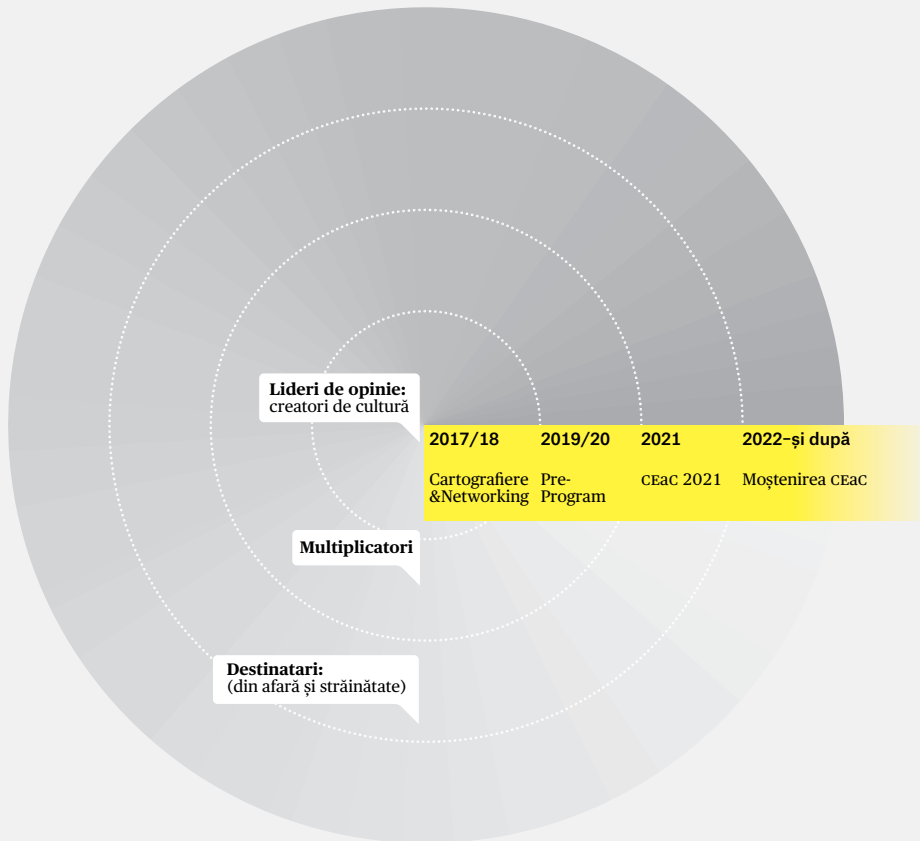 Lideri de opinie:
creatori de cultură
2017/18
Cartografiere
&Networking
2019/20
Pre-
Program
2021
CEaC 2021
2022–și după
Moștenirea CEaC
Multiplicatori
Destinatari:
(din afară și străinătate)